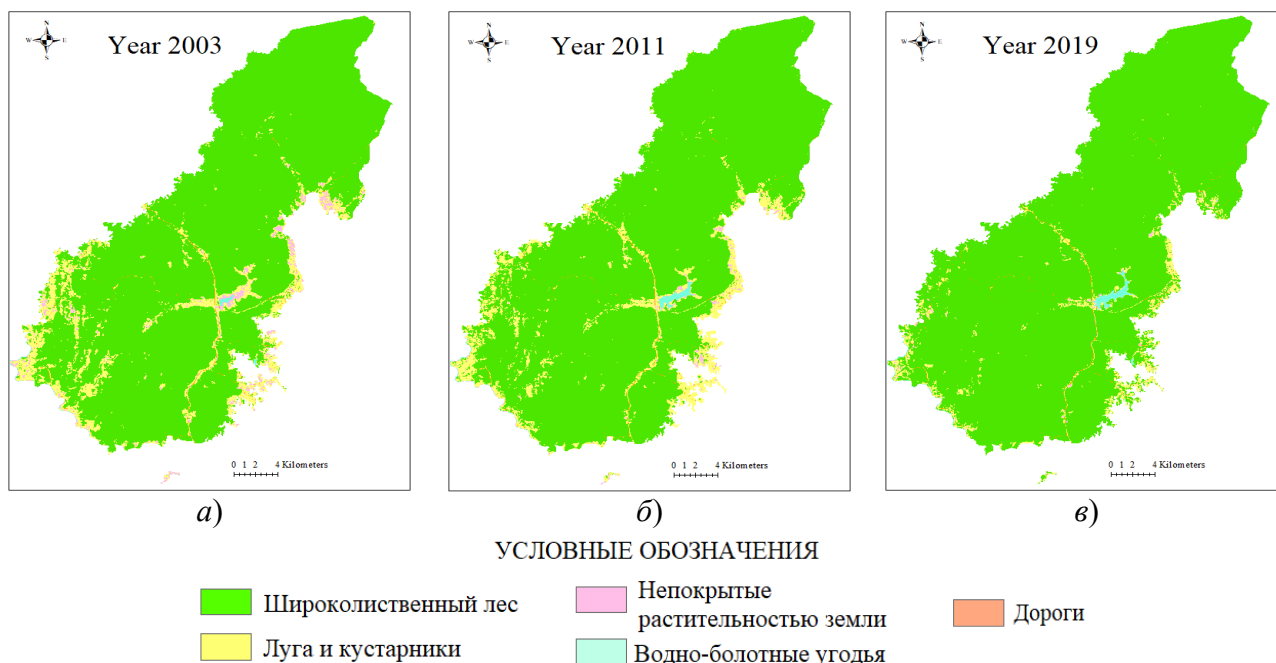 N
W E
S
Year 2003
0 1 2 4 Kilometers
N
W E
S
Year 2011
0 1 2 4 Kilometers
N
W E
S
Year 2019
0 1 2 4 Kilometers
а) б) в)
УСЛОВНЫЕ ОБОЗНАЧЕНИЯ
Широколиственный лес
Луга и кустарники
Непокрытые
растительностью земли
Водно-болотные угодья
Дороги